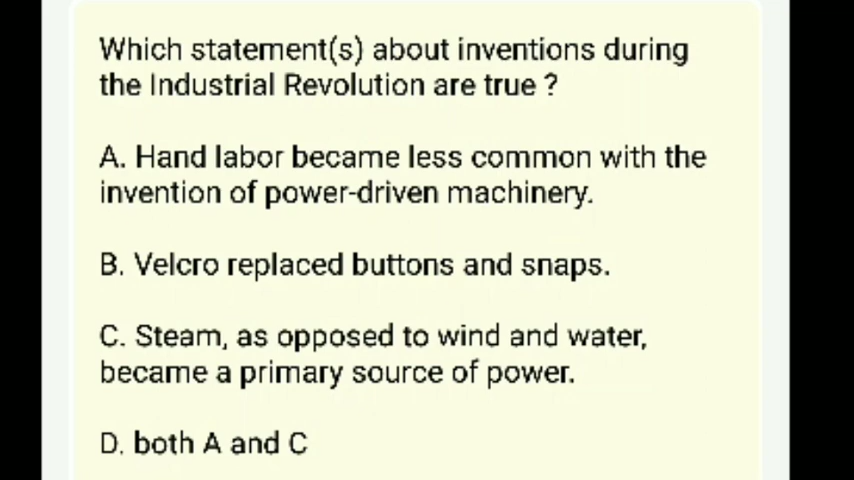 Which statement(s) about inventions during
the Industrial Revolution are true ?
A. Hand labor became less common with the
invention of power-driven machinery.
B. Velcro replaced buttons and snaps.
C. Steam, as opposed to wind and water,
became a primary source of power.
D. both A and C